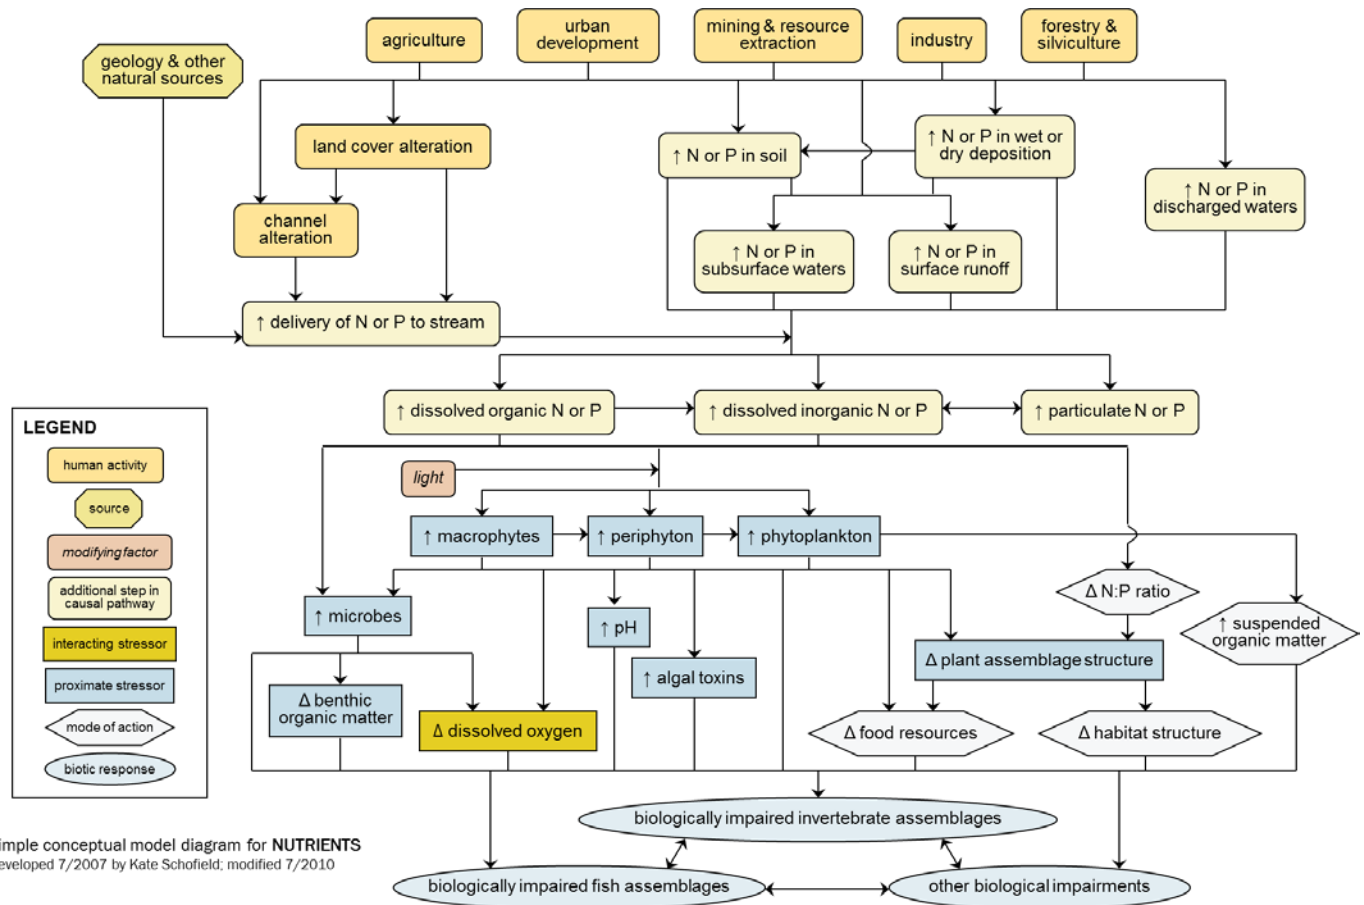 geology & other
natural sources
agriculture
urban
development
mining & resource
extraction
industry
forestry &
silviculture
land cover alteration
↑ N or P in soil
↑ N or P in wet or
dry deposition
↑ N or P in
discharged waters
channel
alteration
↑ N or P in
subsurface waters
↑ N or P in
surface runoff
↑ delivery of N or P to stream
↑ dissolved organic N or P
↑ dissolved inorganic N or P
↑ particulate N or P
LEGEND
human activity
source
modifying factor
additional step in
causal pathway
interacting stressor
proximate stressor
mode of action
biotic response
light
↑ macrophytes
↑ periphyton
↑ phytoplankton
↑ microbes
↑ pH
Δ N:P ratio
↑ suspended
organic matter
Δ plant assemblage structure
↑ algal toxins
Δ benthic
organic matter
Δ dissolved oxygen
Δ food resources
Δ habitat structure
biologically impaired invertebrate assemblages
biologically impaired fish assemblages
other biological impairments
imple conceptual model diagram for NUTRIENTS
eveloped 7/2007 by Kate Schofield; modified 7/2010